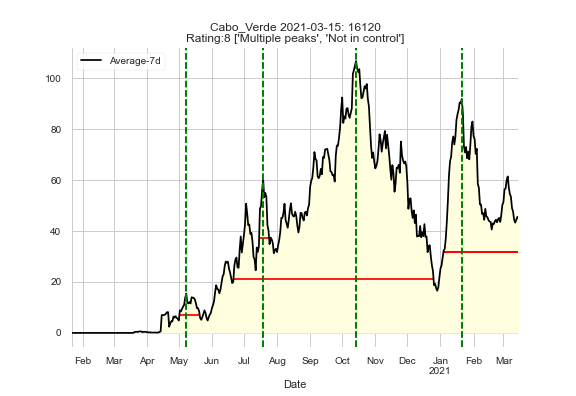 Cabo_Verde 2021-03-15: 16120
Rating:8 ['Multiple peaks', 'Not in control']
Average-7d
100
80
60
40
20
0
Feb Mar Apr May Jun Jul Aug Sep Oct Nov Dec Jan Feb Mar
2021
Date